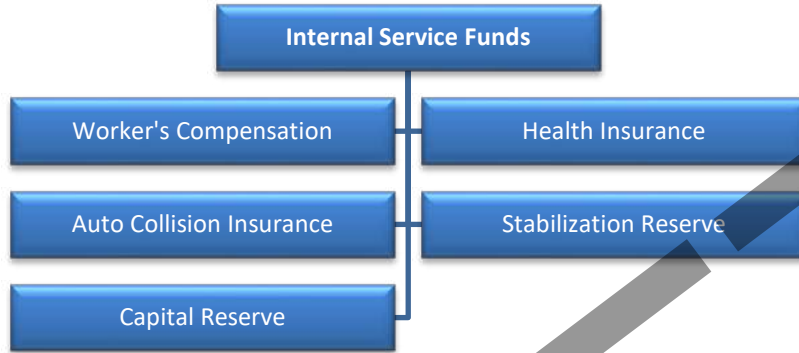 Internal Service Funds
Worker's Compensation
Health Insurance
Auto Collision Insurance
Stabilization Reserve
Capital Reserve